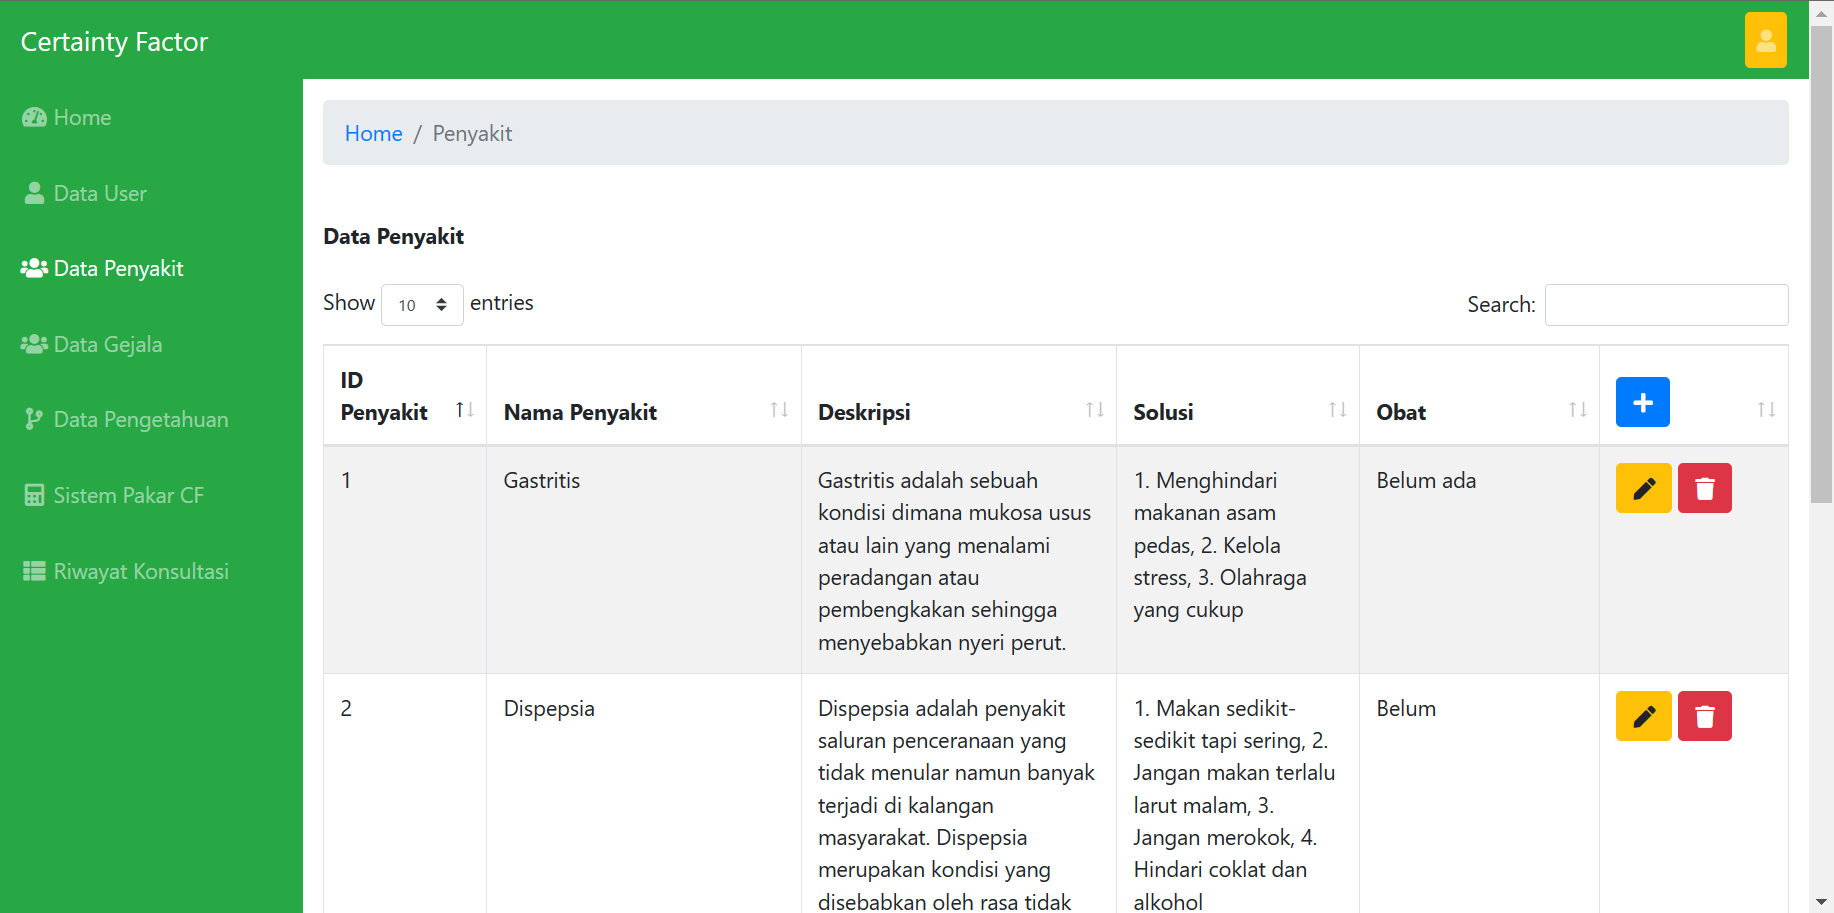 Certainty Factor
Home
Data User
Data Penyakit
Data Gejala
Data Pengetahuan
Sistem Pakar CF
Riwayat Konsultasi
Home / Penyakit
Data Penyakit
Show 10 entries
Search:
ID
Penyakit
Nama Penyakit
Deskripsi
Solusi
Obat
1
Gastritis
Gastritis adalah sebuah
kondisi dimana mukosa usus
atau lain yang menalami
peradangan atau
pembengkakan sehingga
menyebabkan nyeri perut.
1. Menghindari
makanan asam
pedas, 2. Kelola
stress, 3. Olahraga
yang cukup
Belum ada
2
Dispepsia
Dispepsia adalah penyakit
saluran penceranaan yang
tidak menular namun banyak
terjadi di kalangan
masyarakat. Dispepsia
merupakan kondisi yang
disebabkan oleh rasa tidak
1. Makan sedikit-
sedikit tapi sering, 2.
Jangan makan terlalu
larut malam, 3.
Jangan merokok, 4.
Hindari coklat dan
alkohol
Belum